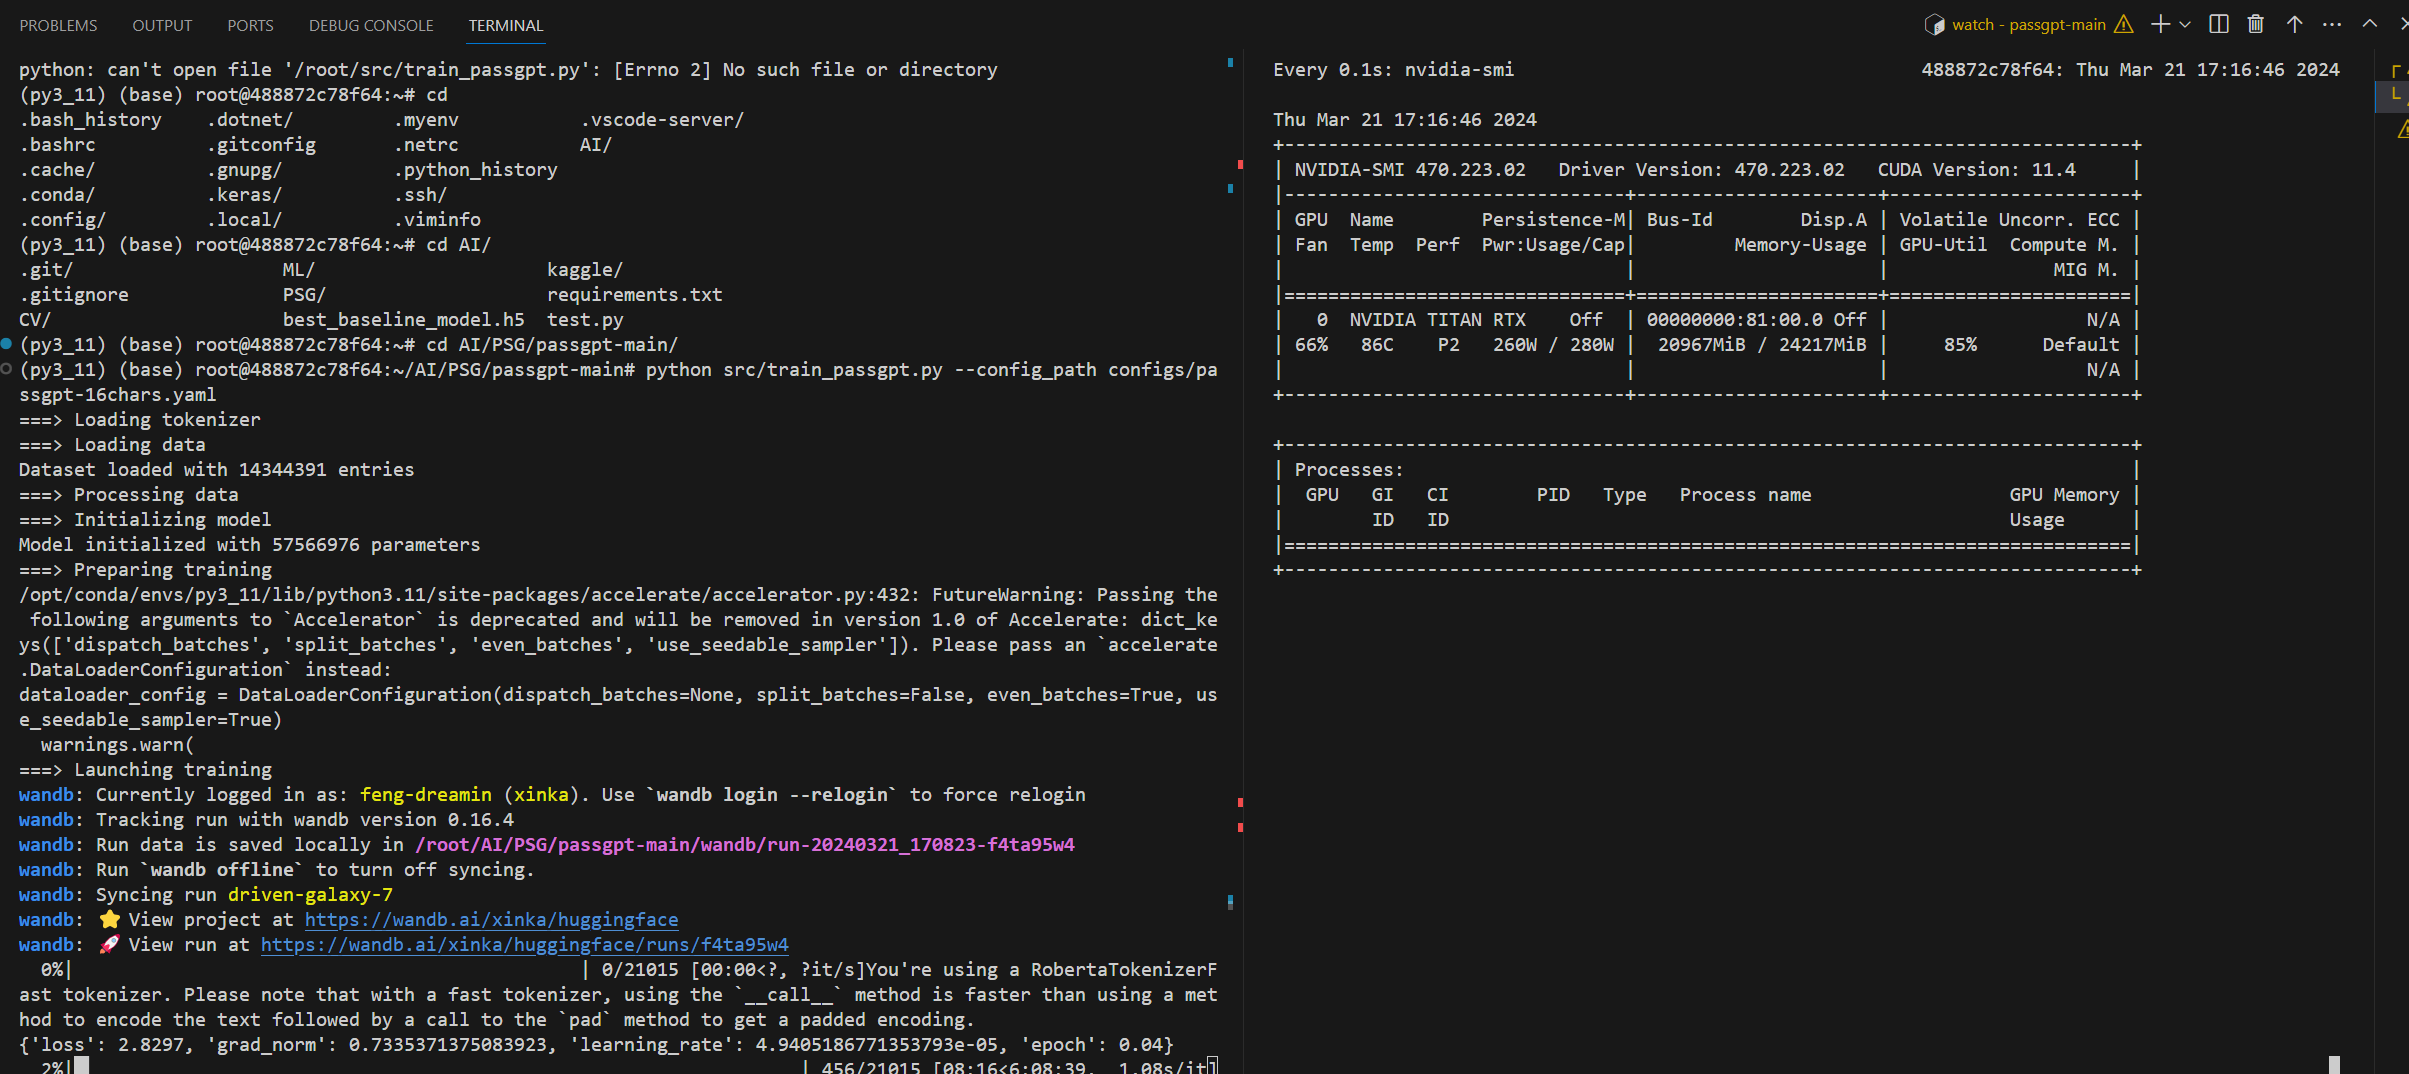 PROBLEMS OUTPUT PORTS DEBUG CONSOLE TERMINAL
watch - passgpt-main
python: can't open file '/root/src/train_passgpt.py': [Errno 2] No such file or directory
(py3_11) (base) root@488872c78f64:~# cd
.bash_history .dotnet/ .myenv .vscode-server/
.bashrc .gitconfig .netrc AI/
.cache/ .gnupg/ .python_history
.conda/ .keras/ .ssh/
.config/ .local/ .viminfo
(py3_11) (base) root@488872c78f64:~# cd AI/
.git/ ML/ kaggle/
.gitignore PSG/ requirements.txt
CV/ best_baseline_model.h5 test.py
(py3_11) (base) root@488872c78f64:~# cd AI/PSG/passgpt-main/
(py3_11) (base) root@488872c78f64:~/AI/PSG/passgpt-main# python src/train_passgpt.py --config_path configs/pa
ssgpt-16chars.yaml
===> Loading tokenizer
===> Loading data
Dataset loaded with 14344391 entries
===> Processing data
===> Initializing model
Model initialized with 57566976 parameters
===> Preparing training
/opt/conda/envs/py3_11/lib/python3.11/site-packages/accelerate/accelerator.py:432: FutureWarning: Passing the
following arguments to `Accelerator` is deprecated and will be removed in version 1.0 of Accelerate: dict_ke
ys(['dispatch_batches', 'split_batches', 'even_batches', 'use_seedable_sampler']). Please pass an `accelerate
.DataLoaderConfiguration` instead:
dataloader_config = DataLoaderConfiguration(dispatch_batches=None, split_batches=False, even_batches=True, us
e_seedable_sampler=True)
warnings.warn(
===> Launching training
wandb: Currently logged in as: feng-dreamin (xinka). Use `wandb login --relogin` to force relogin
wandb: Tracking run with wandb version 0.16.4
wandb: Run data is saved locally in /root/AI/PSG/passgpt-main/wandb/run-20240321_170823-f4ta95w4
wandb: Run `wandb offline` to turn off syncing.
wandb: Syncing run driven-galaxy-7
wandb: ⭐ View project at https://wandb.ai/xinka/huggingface
wandb: 🚀 View run at https://wandb.ai/xinka/huggingface/runs/f4ta95w4
0%| | 0/21015 [00:00<?, ?it/s]You're using a RobertaTokenizerF
ast tokenizer. Please note that with a fast tokenizer, using the `__call__` method is faster than using a met
hod to encode the text followed by a call to the `pad` method to get a padded encoding.
{'loss': 2.8297, 'grad_norm': 0.7335371375083923, 'learning_rate': 4.9405186771353793e-05, 'epoch': 0.04}
2%| | 456/21015 [08:16<6:08:39, 1.08s/it]
Every 0.1s: nvidia-smi 488872c78f64: Thu Mar 21 17:16:46 2024
Thu Mar 21 17:16:46 2024
+-----------------------------------------------------------------------------+
| NVIDIA-SMI 470.223.02 Driver Version: 470.223.02 CUDA Version: 11.4 |
|-------------------------------+----------------------+----------------------+
| GPU Name Persistence-M| Bus-Id Disp.A | Volatile Uncorr. ECC |
| Fan Temp Perf Pwr:Usage/Cap| Memory-Usage | GPU-Util Compute M. |
| | | MIG M. |
|===============================+======================+======================|
| 0 NVIDIA TITAN RTX Off | 00000000:81:00.0 Off | N/A |
| 66% 86C P2 260W / 280W | 20967MiB / 24217MiB | 85% Default |
| | | N/A |
+-------------------------------+----------------------+----------------------+
+-----------------------------------------------------------------------------+
| Processes: |
| GPU GI CI PID Type Process name GPU Memory |
| ID ID Usage |
|=============================================================================|
+-----------------------------------------------------------------------------+